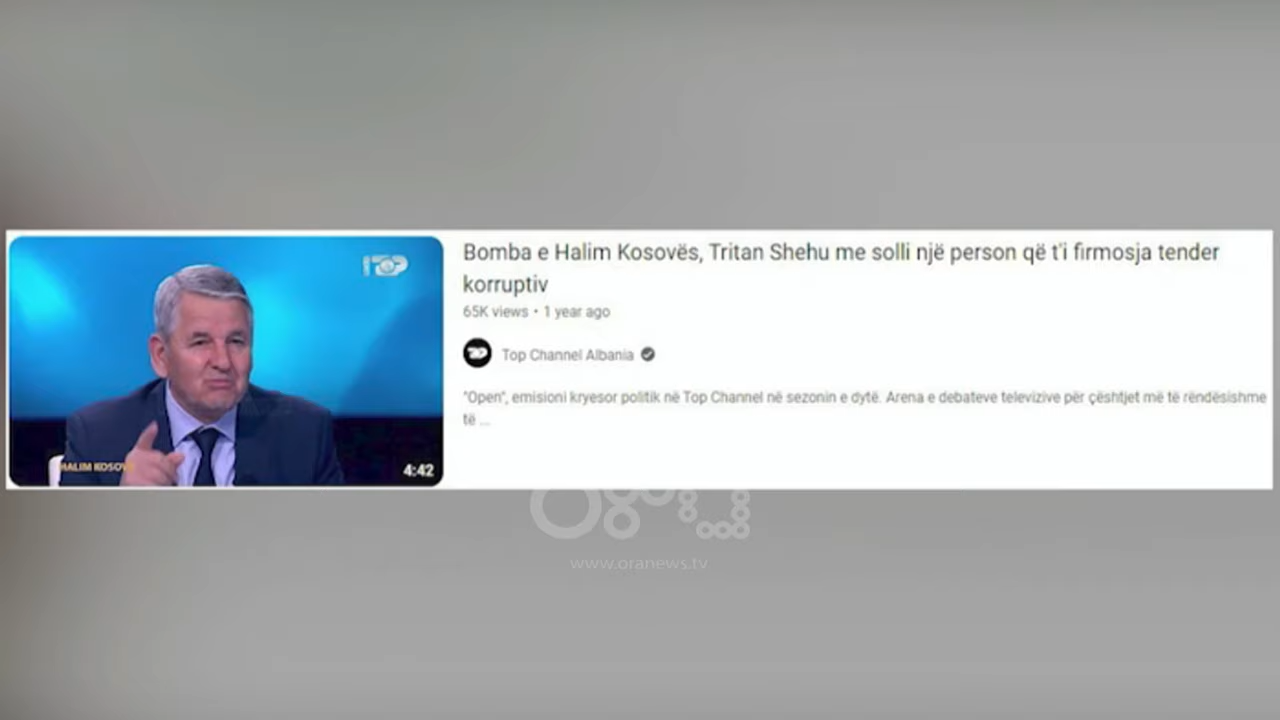 Bomba e Halim Kosovës, Tritan Shehu me solli një person që t'i firmosja tender
korruptiv
65K views • 1 year ago
Top Channel Albania
"Open", emisioni kryesor politik në Top Channel në sezonin e dytë. Arena e debateve televizive për çështjet më të rëndësishme
të ...
TOP
HALIM KOSOV
4:42
www.oranews.tv